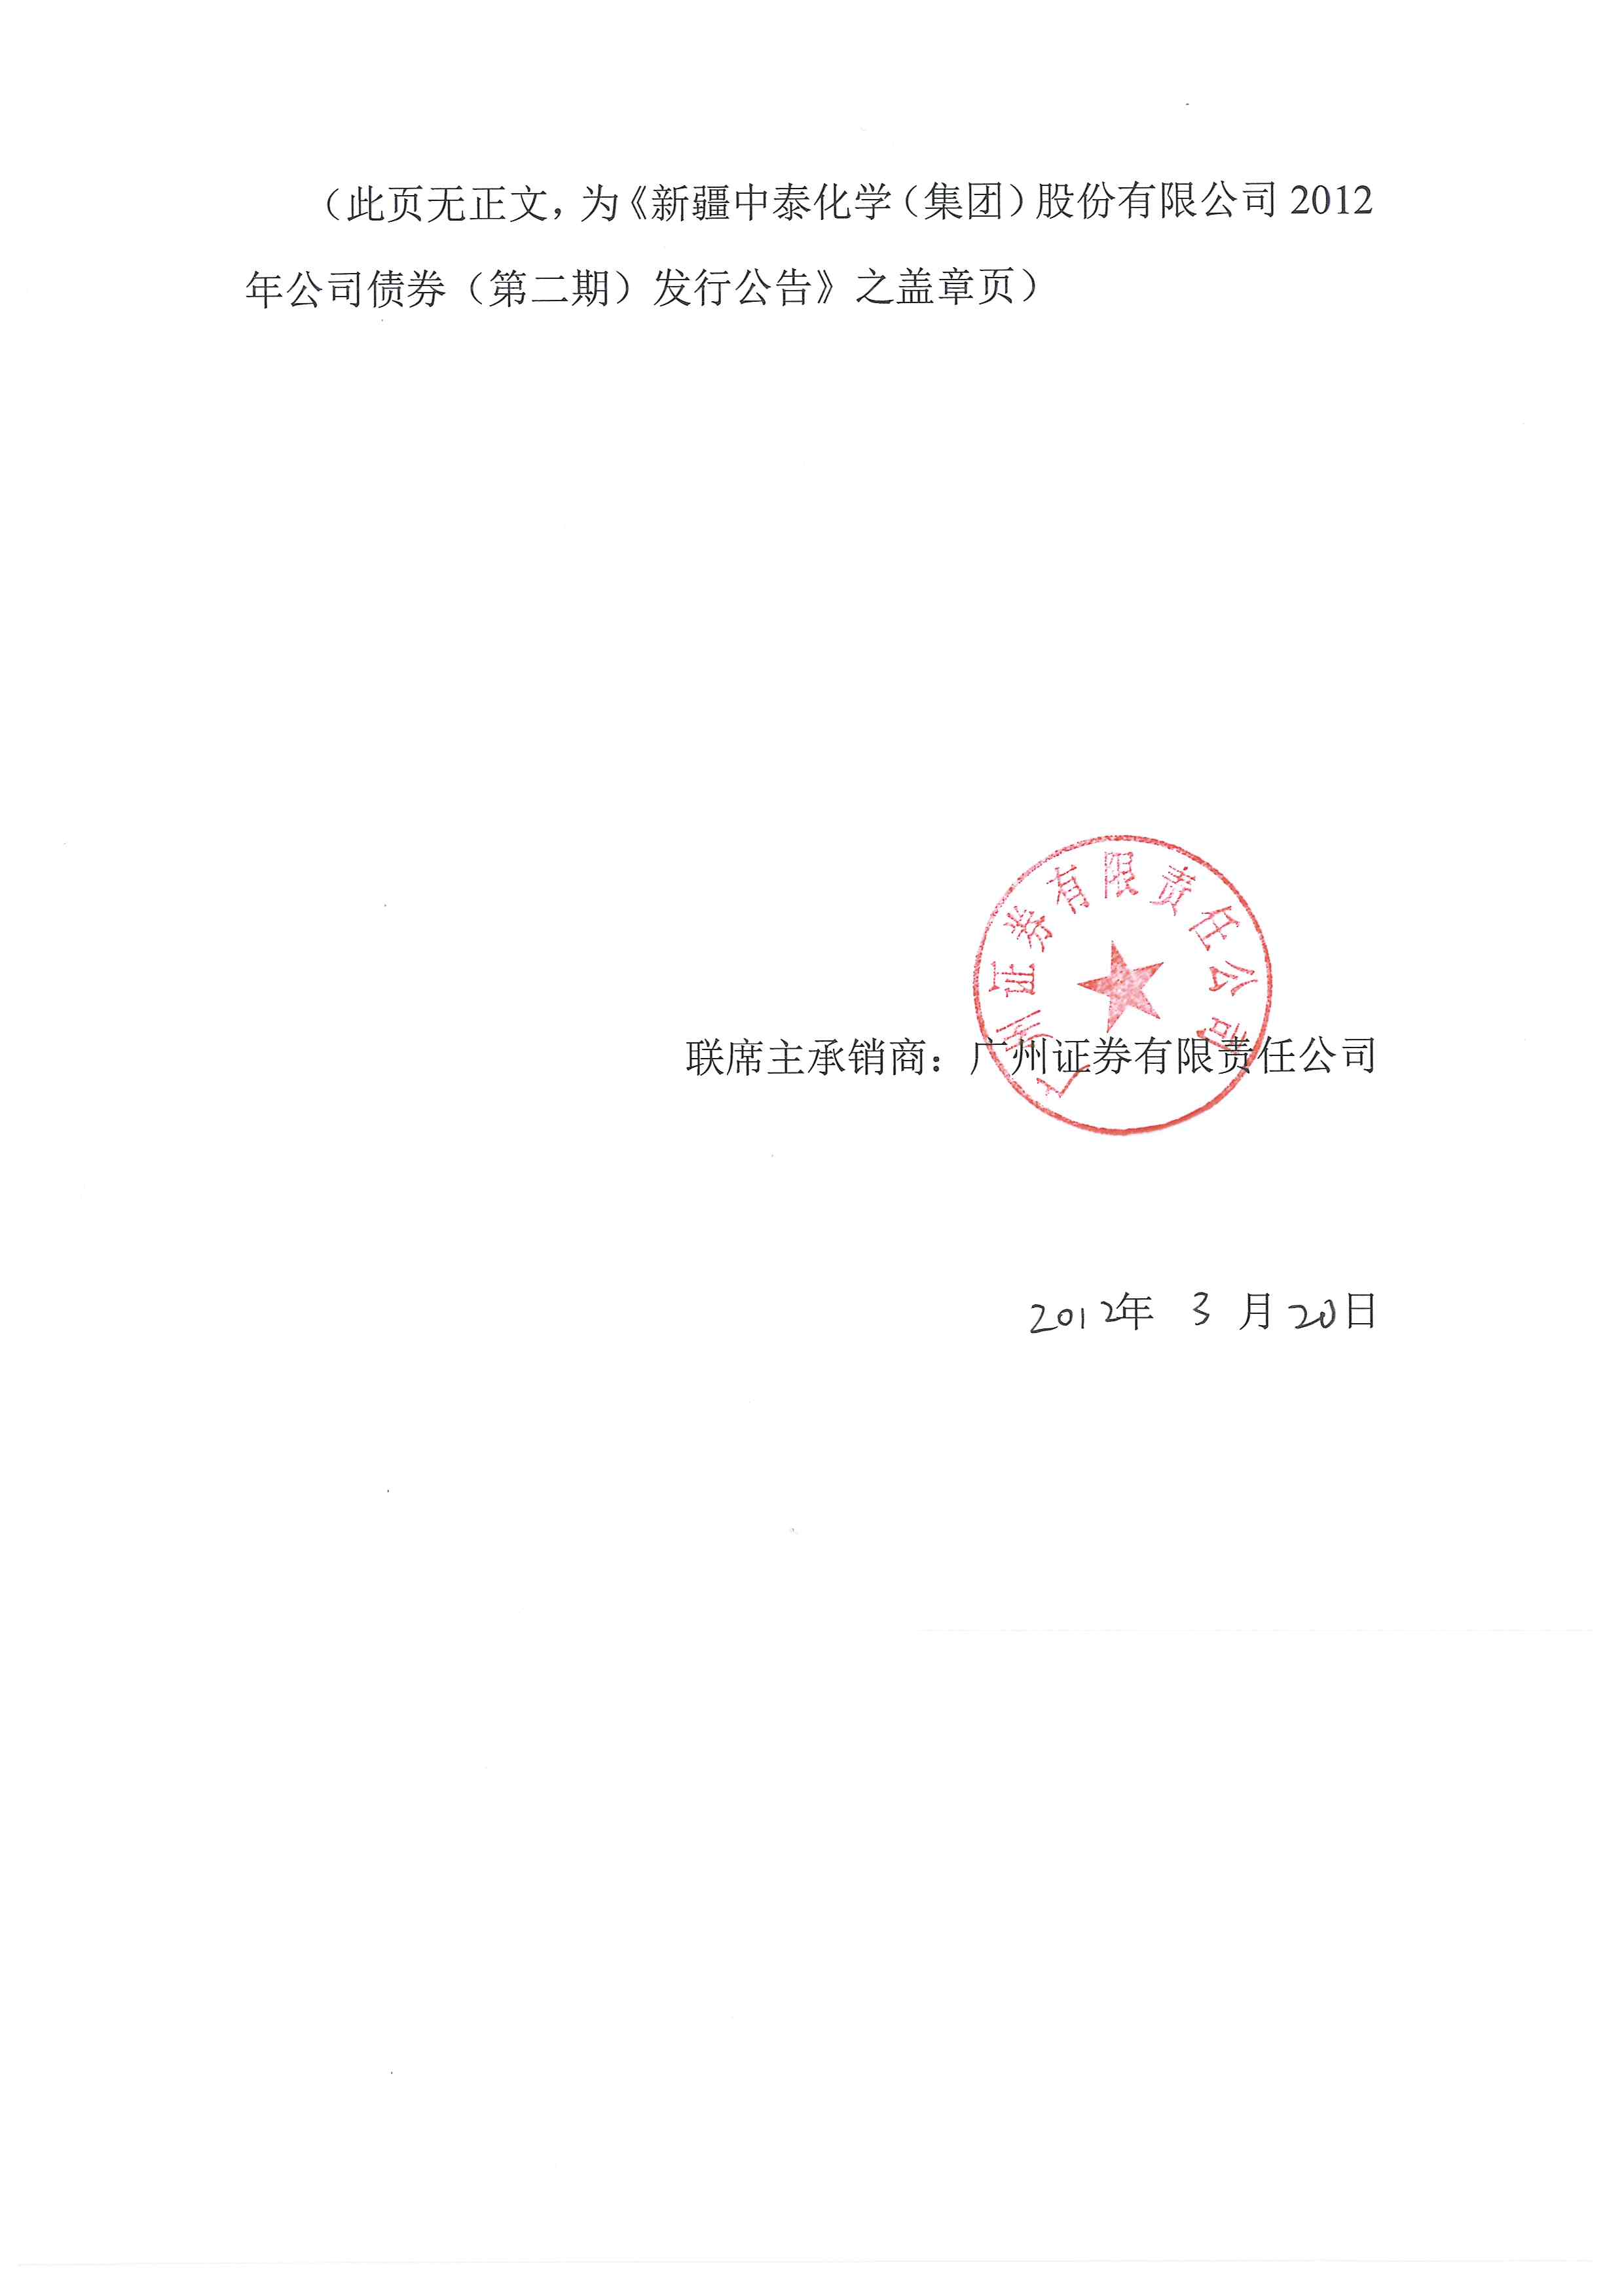 （此页无正文，为《新疆中泰化学（集团）股份有限公司 2012
年公司债券（第二期）发行公告》之盖章页）
广州证券有限责任公司
联席主承销商：广州证券有限责任公司
2012年 3 月 20日